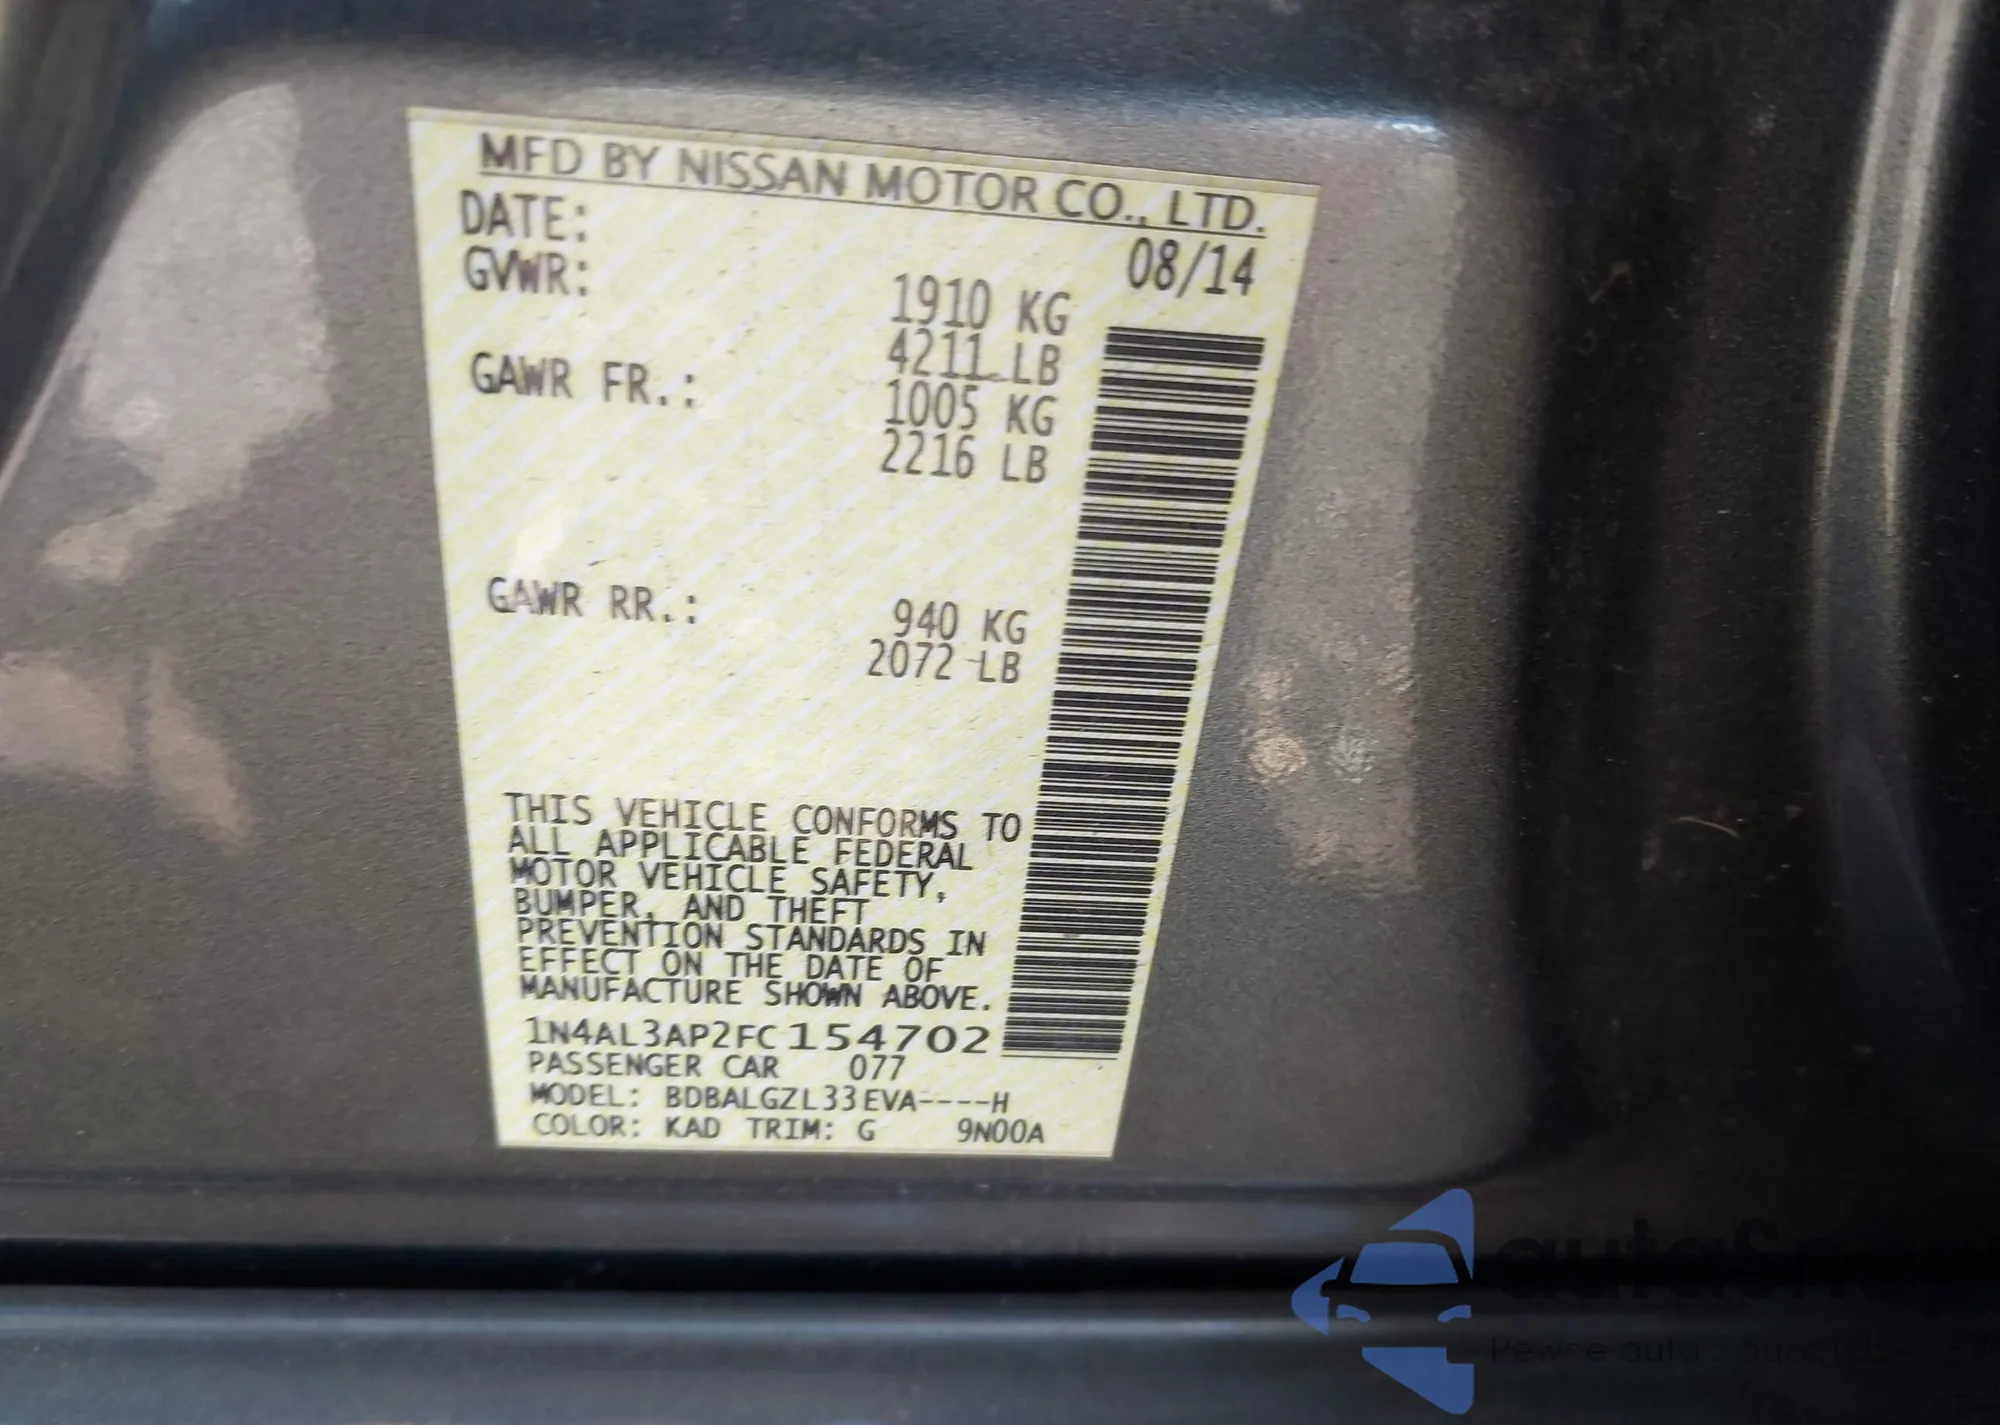 MFD BY NISSAN MOTOR CO., LTD.
DATE: 08/14
GVWR: 1910 KG
4211 LB
GAWR FR.: 1005 KG
2216 LB
GAWR RR.: 940 KG
2072 LB
THIS VEHICLE CONFORMS TO
ALL APPLICABLE FEDERAL
MOTOR VEHICLE SAFETY,
BUMPER, AND THEFT
PREVENTION STANDARDS IN
EFFECT ON THE DATE OF
MANUFACTURE SHOWN ABOVE.
1N4AL3AP2FC154702
PASSENGER CAR 077
MODEL: BDBALGZL33EVA----H
COLOR: KAD TRIM: G 9N00A
Pewne auto z